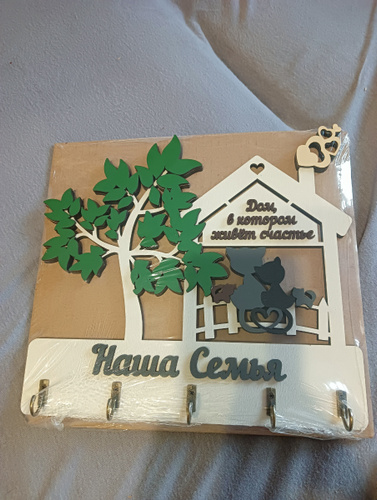 Дом,
в котором
живёт счастье
Наша Семья